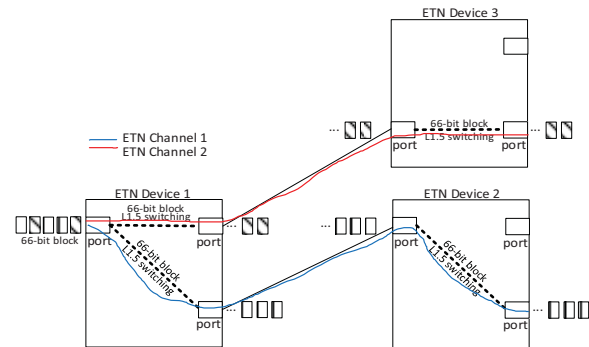 ETN Device 3
... 66-bit block ...
L1.5 switching
port port
ETN Channel 1
ETN Channel 2
ETN Device 1
66-bit block
L1.5 switching
...
66-bit block
port port
66-bit block
L1.5 switching
...
port
ETN Device 2
...
port port
66-bit block
L1.5 switching
...
port